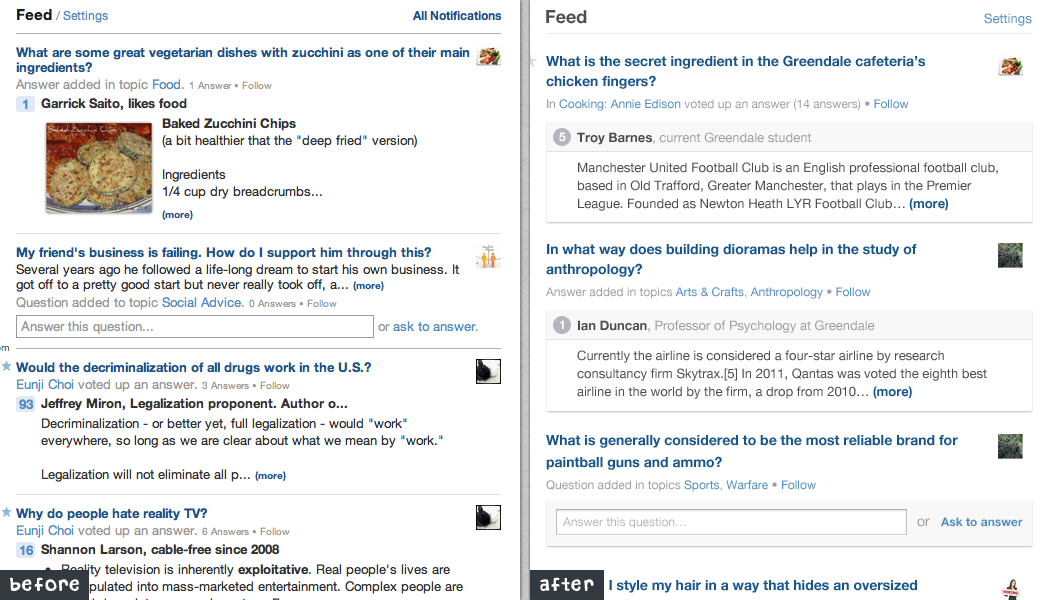 Feed / Settings
All Notifications
What are some great vegetarian dishes with zucchini as one of their main
ingredients?
Answer added in topic Food. 1 Answer • Follow
1 Garrick Saito, likes food
Baked Zucchini Chips
Baked Zucchini Chips
(a bit healthier that the "deep fried" version)
Ingredients
1/4 cup dry breadcrumbs...
(more)
My friend's business is failing. How do I support him through this?
Several years ago he followed a life-long dream to start his own business. It
got off to a pretty good start but never really took off, a... (more)
Question added to topic Social Advice. 0 Answers • Follow
Answer this question... or ask to answer.
om
Would the decriminalization of all drugs work in the U.S.?
Eunji Choi voted up an answer. 3 Answers • Follow
93 Jeffrey Miron, Legalization proponent. Author o...
Decriminalization - or better yet, full legalization - would "work"
everywhere, so long as we are clear about what we mean by "work."
Legalization will not eliminate all p... (more)
Why do people hate reality TV?
Eunji Choi voted up an answer. 6 Answers • Follow
16 Shannon Larson, cable-free since 2008
• Reality television is inherently exploitative. Real people's lives are
pulated into mass-marketed entertainment. Complex people are
before
Feed
Settings
What is the secret ingredient in the Greendale cafeteria's
chicken fingers?
In Cooking: Annie Edison voted up an answer (14 answers) • Follow
5 Troy Barnes, current Greendale student
Manchester United Football Club is an English professional football club,
based in Old Trafford, Greater Manchester, that plays in the Premier
League. Founded as Newton Heath LYR Football Club… (more)
In what way does building dioramas help in the study of
anthropology?
Answer added in topics Arts & Crafts, Anthropology • Follow
1 Ian Duncan, Professor of Psychology at Greendale
Currently the airline is considered a four-star airline by research
consultancy firm Skytrax.[5] In 2011, Qantas was voted the eighth best
airline in the world by the firm, a drop from 2010… (more)
What is generally considered to be the most reliable brand for
paintball guns and ammo?
Question added in topics Sports, Warfare • Follow
Answer this question... or Ask to answer
after
I style my hair in a way that hides an oversized